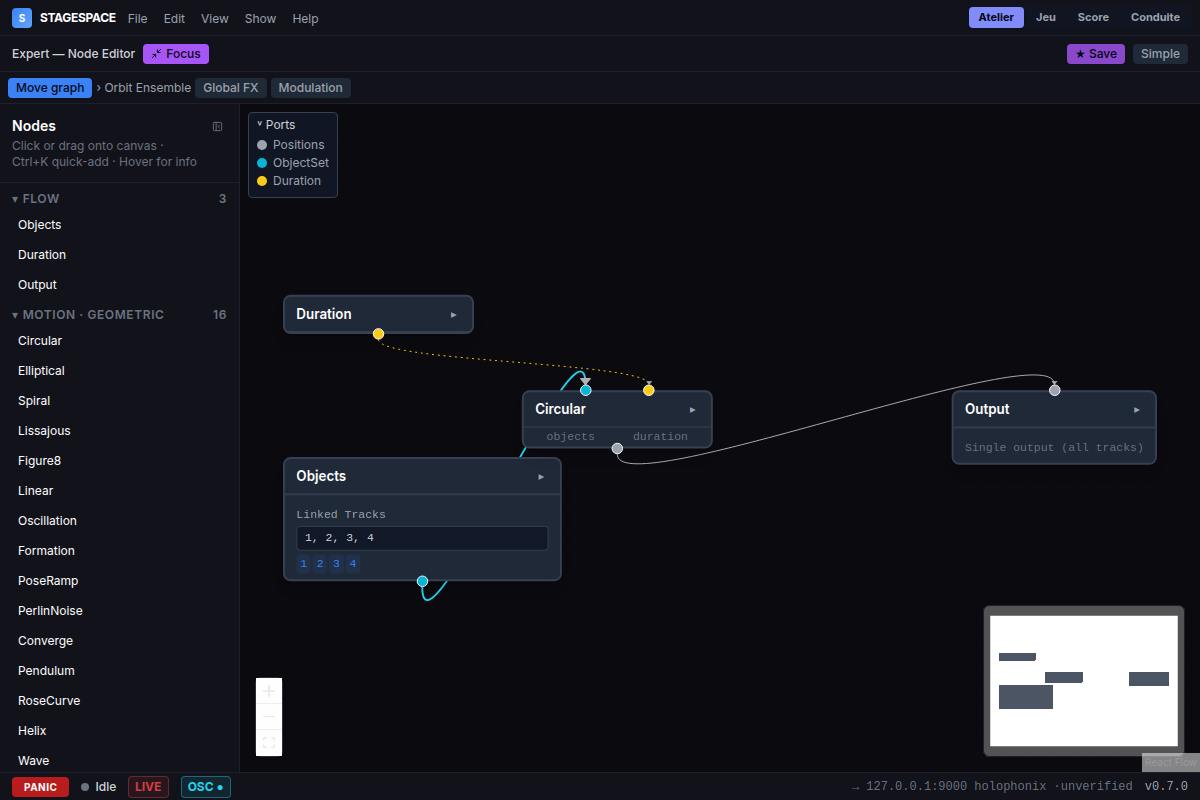 S STAGESPACE File Edit View Show Help Atelier Jeu Score Conduite
Expert — Node Editor Focus ★ Save Simple
Move graph › Orbit Ensemble Global FX Modulation
Nodes
Click or drag onto canvas ·
Ctrl+K quick-add · Hover for info
▾ FLOW 3
Objects
Duration
Output
▾ MOTION · GEOMETRIC 16
Circular
Elliptical
Spiral
Lissajous
Figure8
Linear
Oscillation
Formation
PoseRamp
PerlinNoise
Converge
Pendulum
RoseCurve
Helix
Wave
˅ Ports
Positions
ObjectSet
Duration
Duration ▸
Circular ▸
objects duration
Output ▸
Single output (all tracks)
Objects ▸
Linked Tracks
1, 2, 3, 4
1 2 3 4
React Flow
PANIC Idle LIVE OSC ● → 127.0.0.1:9000 holophonix ·unverified v0.7.0